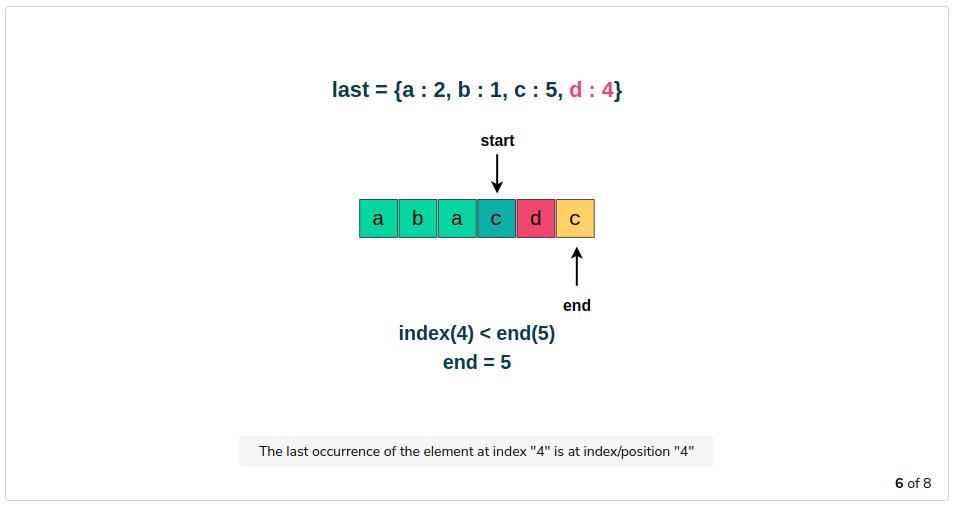 last = {a : 2, b : 1, c : 5, d : 4}
start
a b a c d c
end
index(4) < end(5)
end = 5
The last occurrence of the element at index "4" is at index/position "4"
6 of 8